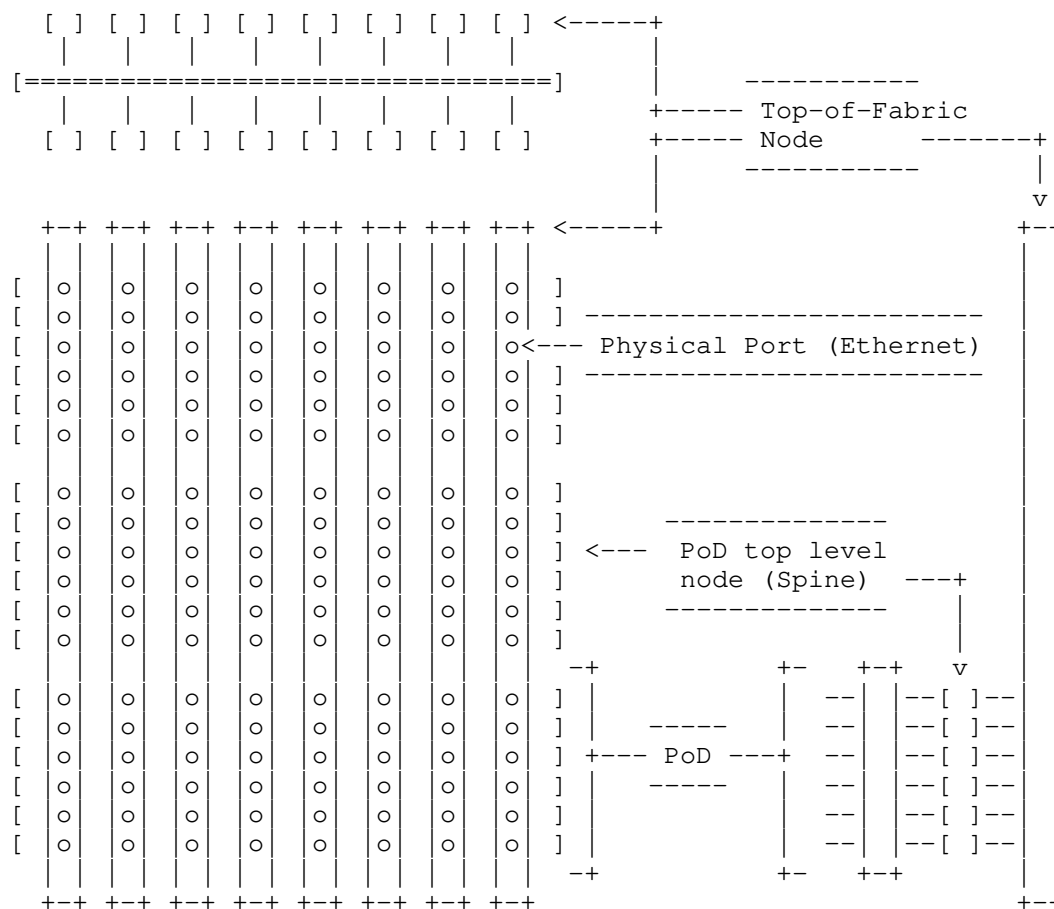 Top-of-Fabric
Node
Physical Port (Ethernet)
PoD top level
node (Spine)
PoD